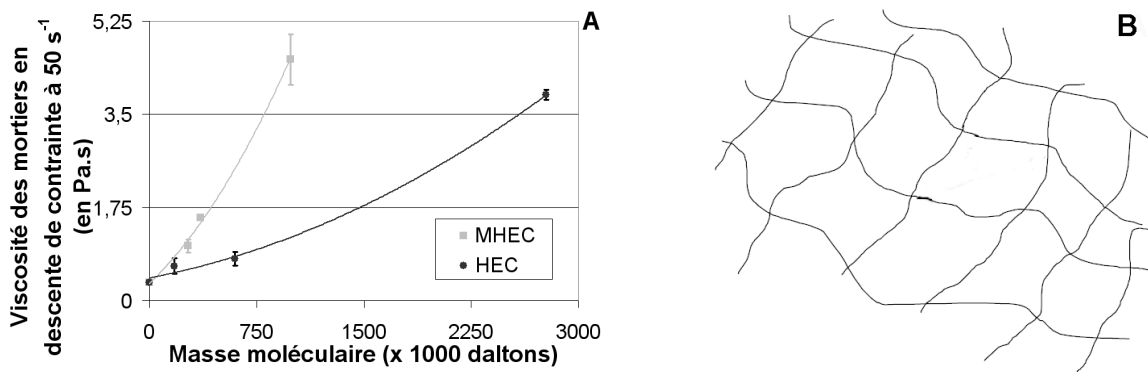 Viscosité des mortiers en
descente de contrainte à 50 s⁻¹
(en Pa.s)
5,25
3,5
1,75
0
A
MHEC
HEC
0 750 1500 2250 3000
Masse moléculaire (x 1000 daltons)
B